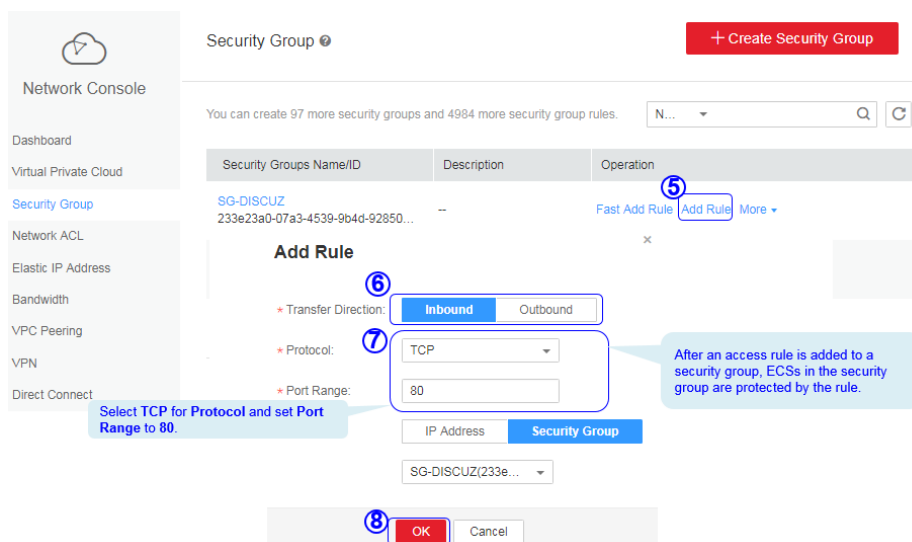 Network Console
Dashboard
Virtual Private Cloud
Security Group
Network ACL
Elastic IP Address
Bandwidth
VPC Peering
VPN
Direct Connect
Security Group ?
+ Create Security Group
You can create 97 more security groups and 4984 more security group rules.
N...
Security Groups Name/ID Description Operation
5
SG-DISCUZ
233e23a0-07a3-4539-9b4d-92850...
--
Fast Add Rule Add Rule More
Add Rule
×
6
* Transfer Direction: Inbound Outbound
7
* Protocol: TCP
* Port Range: 80
After an access rule is added to a
security group, ECSs in the security
group are protected by the rule.
Select TCP for Protocol and set Port
Range to 80.
IP Address Security Group
SG-DISCUZ(233e...
8
OK Cancel